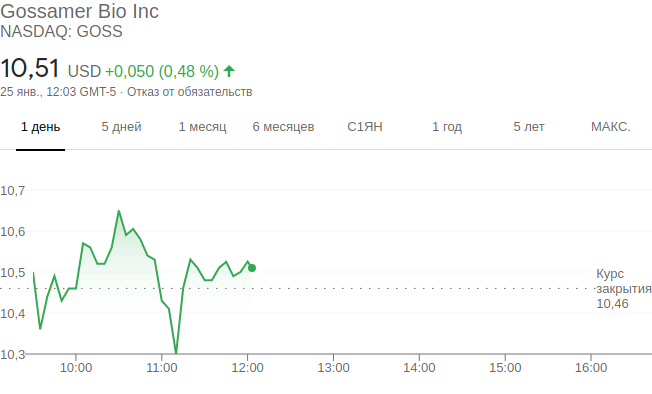 Gossamer Bio Inc
NASDAQ: GOSS
10,51 USD +0,050 (0,48 %)
25 янв., 12:03 GMT-5 · Отказ от обязательств
1 день 5 дней 1 месяц 6 месяцев С1ЯН 1 год 5 лет МАКС.
10,7
10,6
10,5
10,4
10,3
Курс
закрытия
10,46
10:00 11:00 12:00 13:00 14:00 15:00 16:00